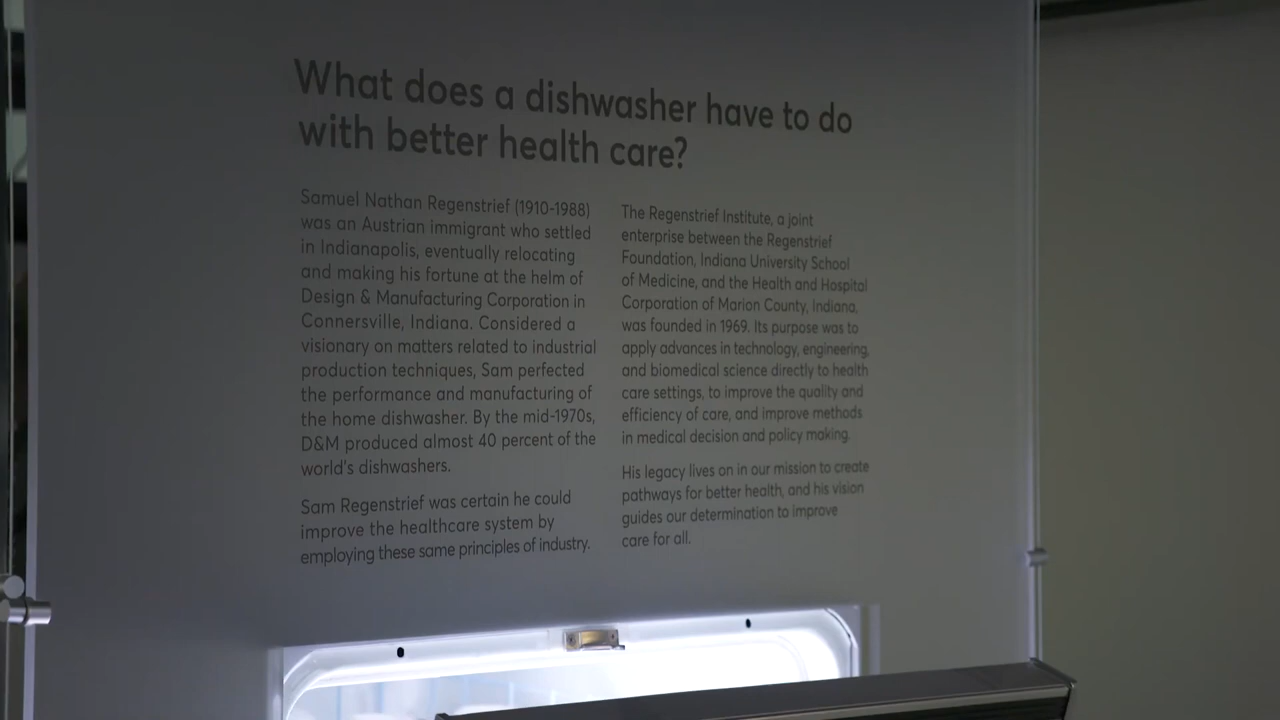 What does a dishwasher have to do
with better health care?
Samuel Nathan Regenstrief (1910-1988)
was an Austrian immigrant who settled
in Indianapolis, eventually relocating
and making his fortune at the helm of
Design & Manufacturing Corporation in
Connersville, Indiana. Considered a
visionary on matters related to industrial
production techniques, Sam perfected
the performance and manufacturing of
the home dishwasher. By the mid-1970s,
D&M produced almost 40 percent of the
world's dishwashers.
Sam Regenstrief was certain he could
improve the healthcare system by
employing these same principles of industry.
The Regenstrief Institute, a joint
enterprise between the Regenstrief
Foundation, Indiana University School
of Medicine, and the Health and Hospital
Corporation of Marion County, Indiana,
was founded in 1969. Its purpose was to
apply advances in technology, engineering,
and biomedical science directly to health
care settings, to improve the quality and
efficiency of care, and improve methods
in medical decision and policy making.
His legacy lives on in our mission to create
pathways for better health, and his vision
guides our determination to improve
care for all.